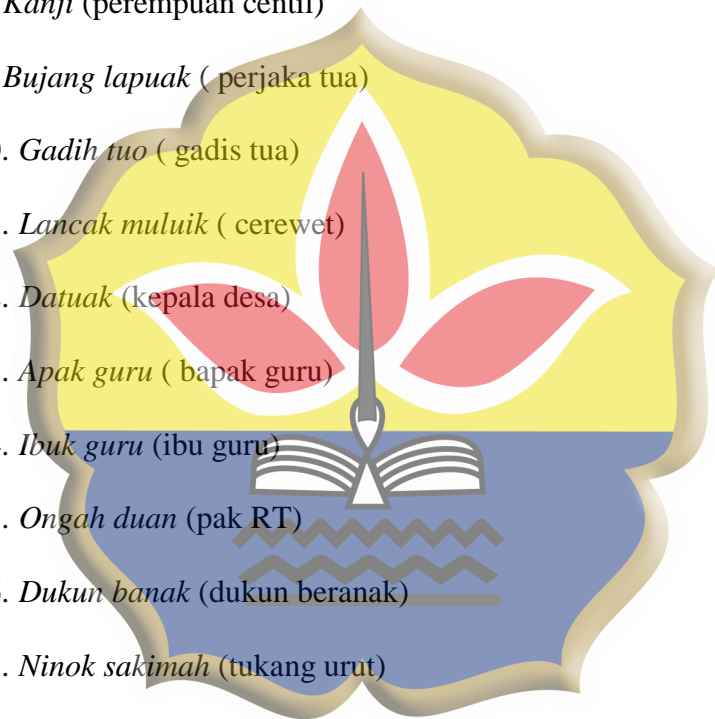 Kanji (perempuan centil)
Bujang lapuak ( perjaka tua)
. Gadih tuo ( gadis tua)
. Lancak muluik ( cerewet)
. Datuak (kepala desa)
. Apak guru ( bapak guru)
. Ibuk guru (ibu guru)
. Ongah duan (pak RT)
. Dukun banak (dukun beranak)
. Ninok sakimah (tukang urut)